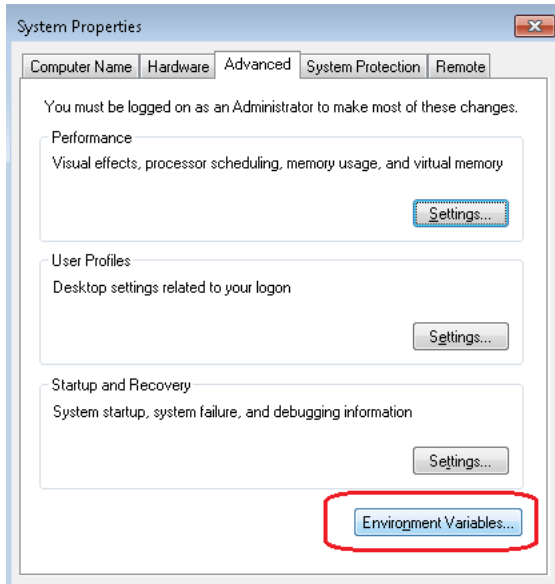 System Properties
Computer Name Hardware Advanced System Protection Remote
You must be logged on as an Administrator to make most of these changes.
Performance
Visual effects, processor scheduling, memory usage, and virtual memory
Settings...
User Profiles
Desktop settings related to your logon
Settings...
Startup and Recovery
System startup, system failure, and debugging information
Settings...
Environment Variables...